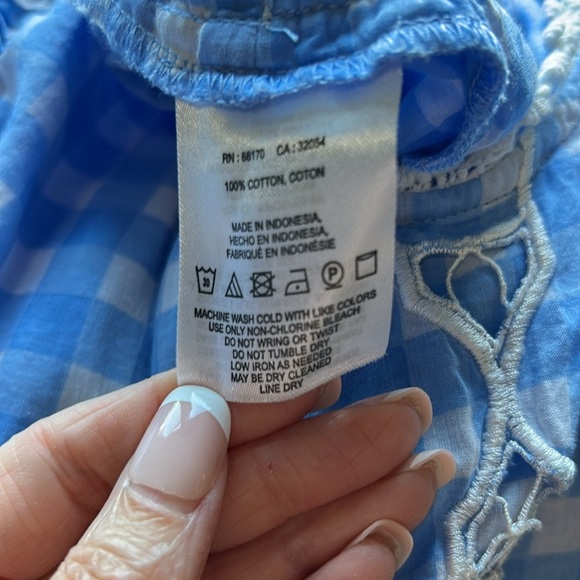 RN : 66170 CA : 32054
100% COTTON, COTON
MADE IN INDONESIA,
HECHO EN INDONESIA,
FABRIQUÉ EN INDONÉSIE
30 P
MACHINE WASH COLD WITH LIKE COLORS
USE ONLY NON-CHLORINE BLEACH
DO NOT WRING OR TWIST
DO NOT TUMBLE DRY
LOW IRON AS NEEDED
MAY BE DRY CLEANED
LINE DRY